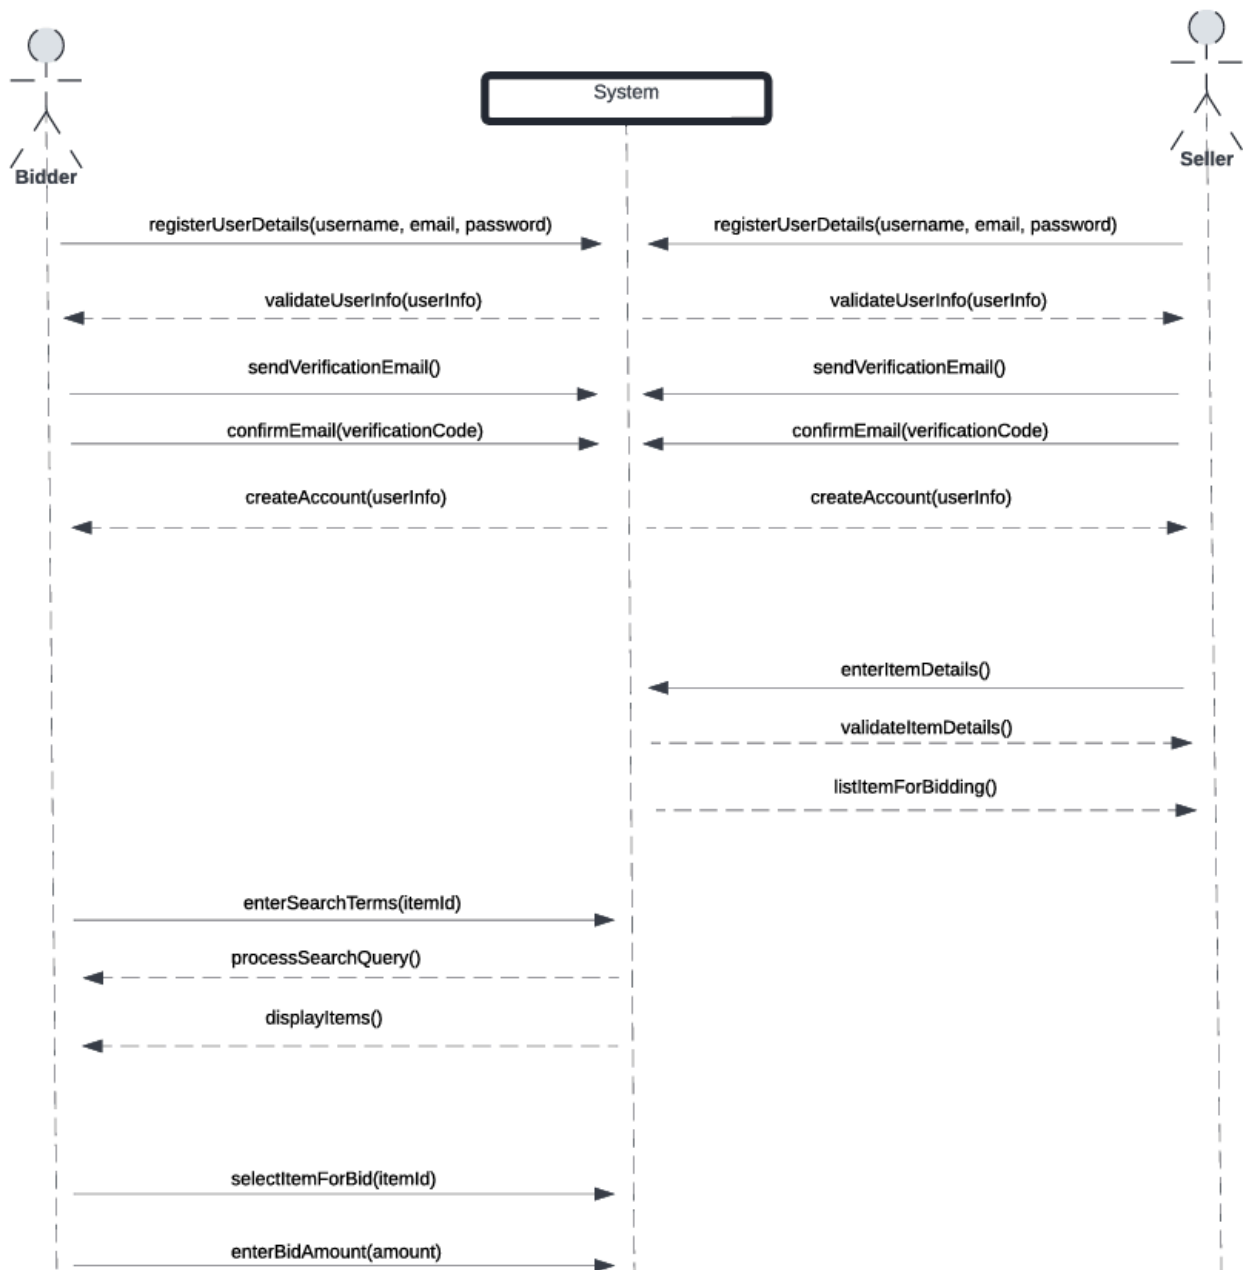 System
Bidder
Seller
registerUserDetails(username, email, password)
registerUserDetails(username, email, password)
validateUserInfo(userInfo)
validateUserInfo(userInfo)
sendVerificationEmail()
sendVerificationEmail()
confirmEmail(verificationCode)
confirmEmail(verificationCode)
createAccount(userInfo)
createAccount(userInfo)
enterItemDetails()
validateItemDetails()
listItemForBidding()
enterSearchTerms(itemId)
processSearchQuery()
displayItems()
selectItemForBid(itemId)
enterBidAmount(amount)